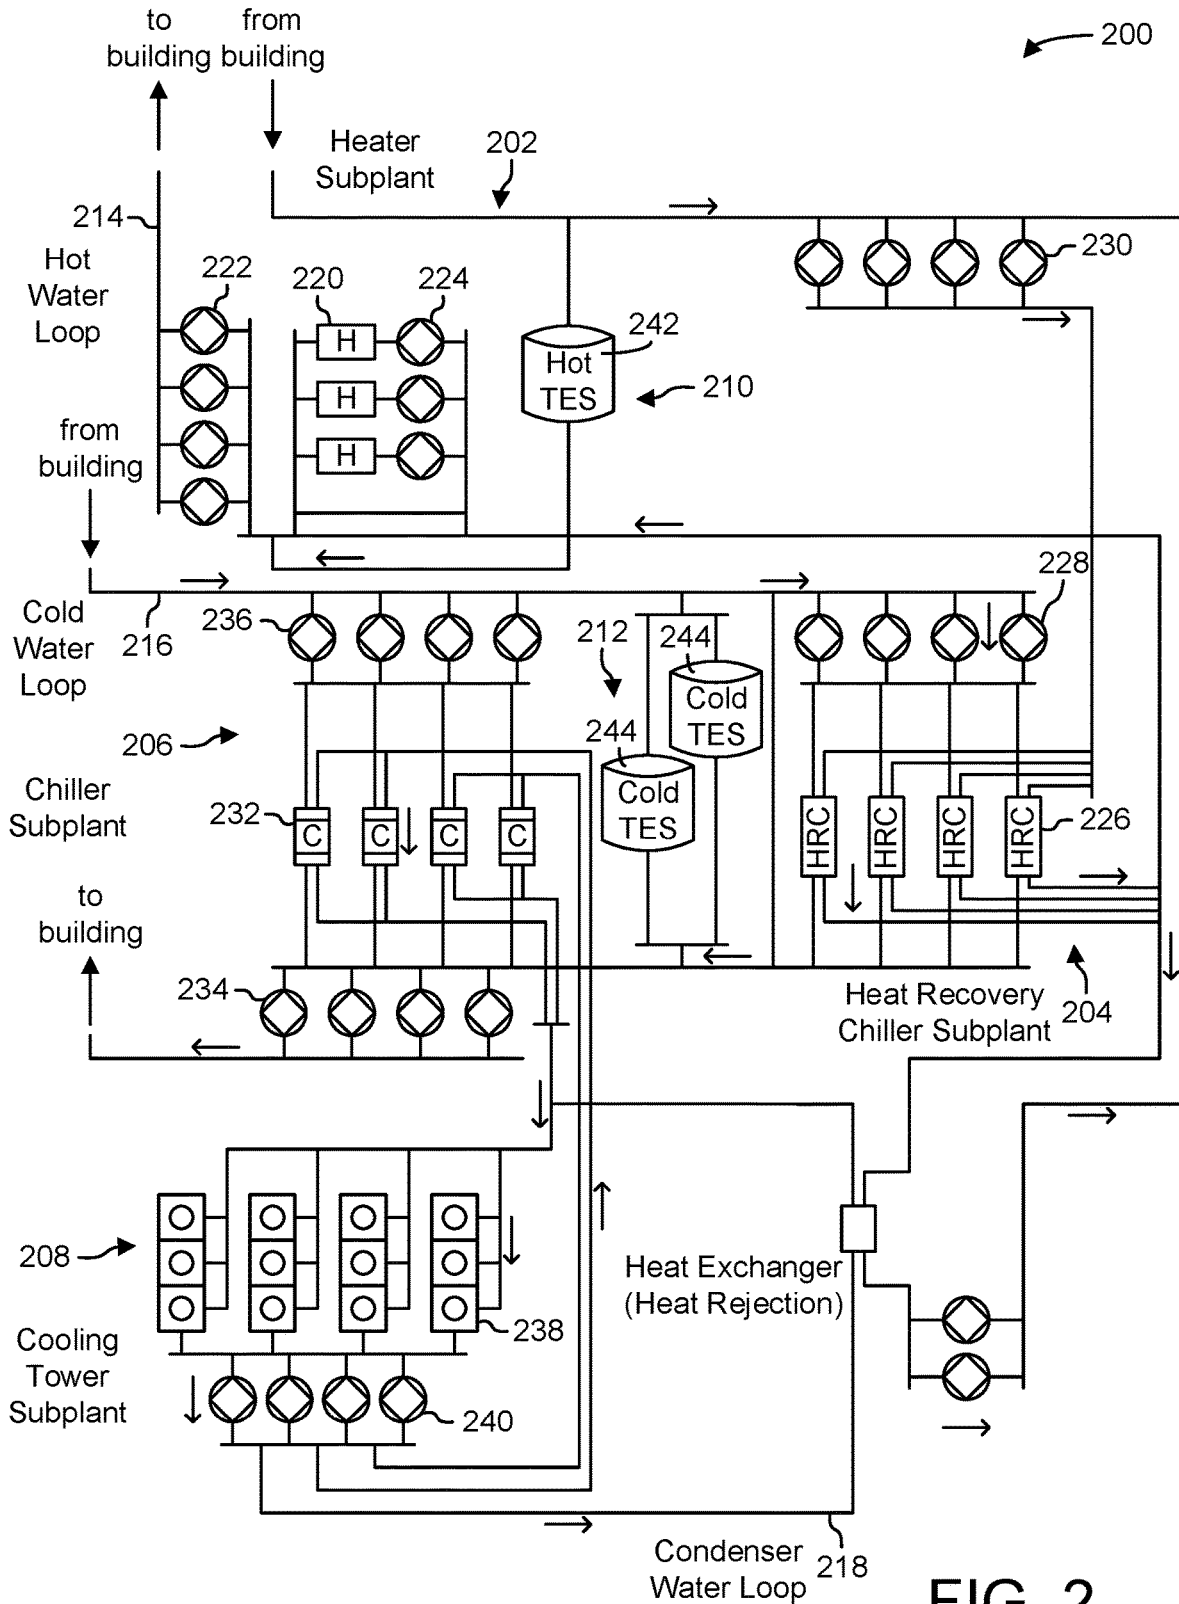 to
building
from
building
200
Heater
Subplant
202
214
Hot
Water
Loop
222
220
224
230
H
H
H
Hot
TES
242
210
from
building
Cold
Water
Loop
216
236
212
244
Cold
TES
244
Cold
TES
228
206
Chiller
Subplant
232
C
C
C
C
HRC
HRC
HRC
HRC
226
to
building
234
Heat Recovery
Chiller Subplant
204
208
Heat Exchanger
(Heat Rejection)
238
Cooling
Tower
Subplant
240
Condenser
Water Loop
218
FIG. 2